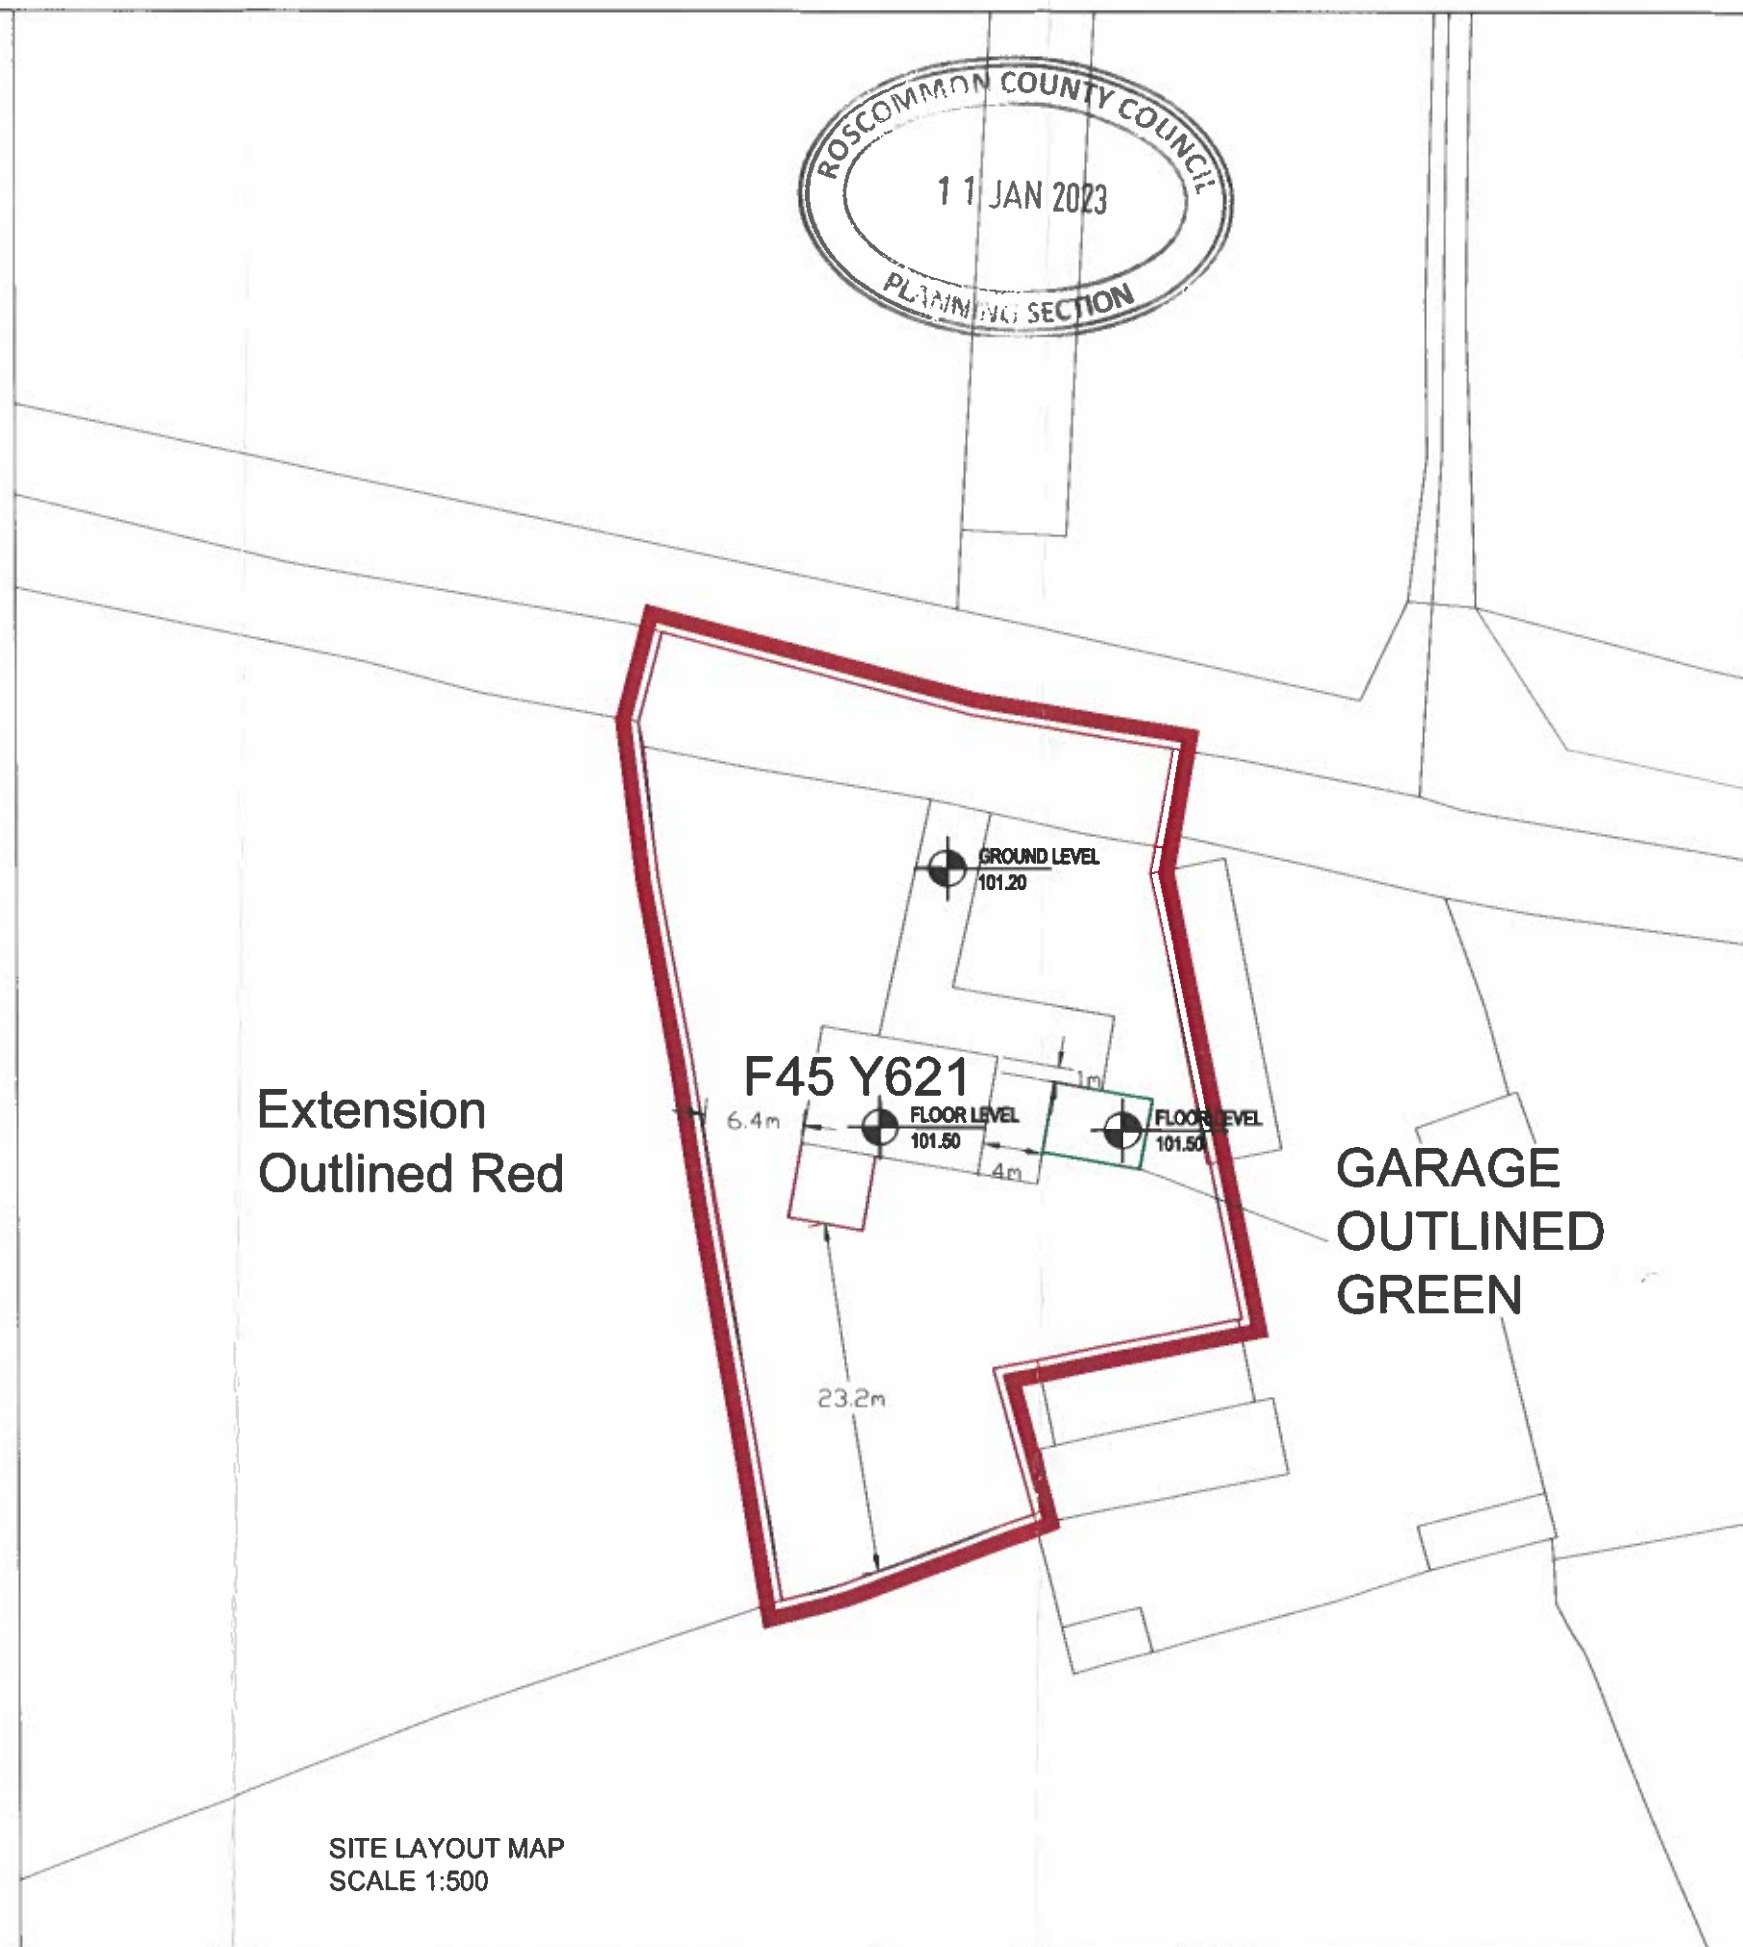 ROSCOMMON COUNTY COUNCIL
11 JAN 2023
PLANNING SECTION
GROUND LEVEL
101.20
F45 Y621
1m
Extension
Outlined Red
6.4m
FLOOR LEVEL
101.50
4m
FLOOR LEVEL
101.50
GARAGE
OUTLINED
GREEN
23.2m
SITE LAYOUT MAP
SCALE 1:500